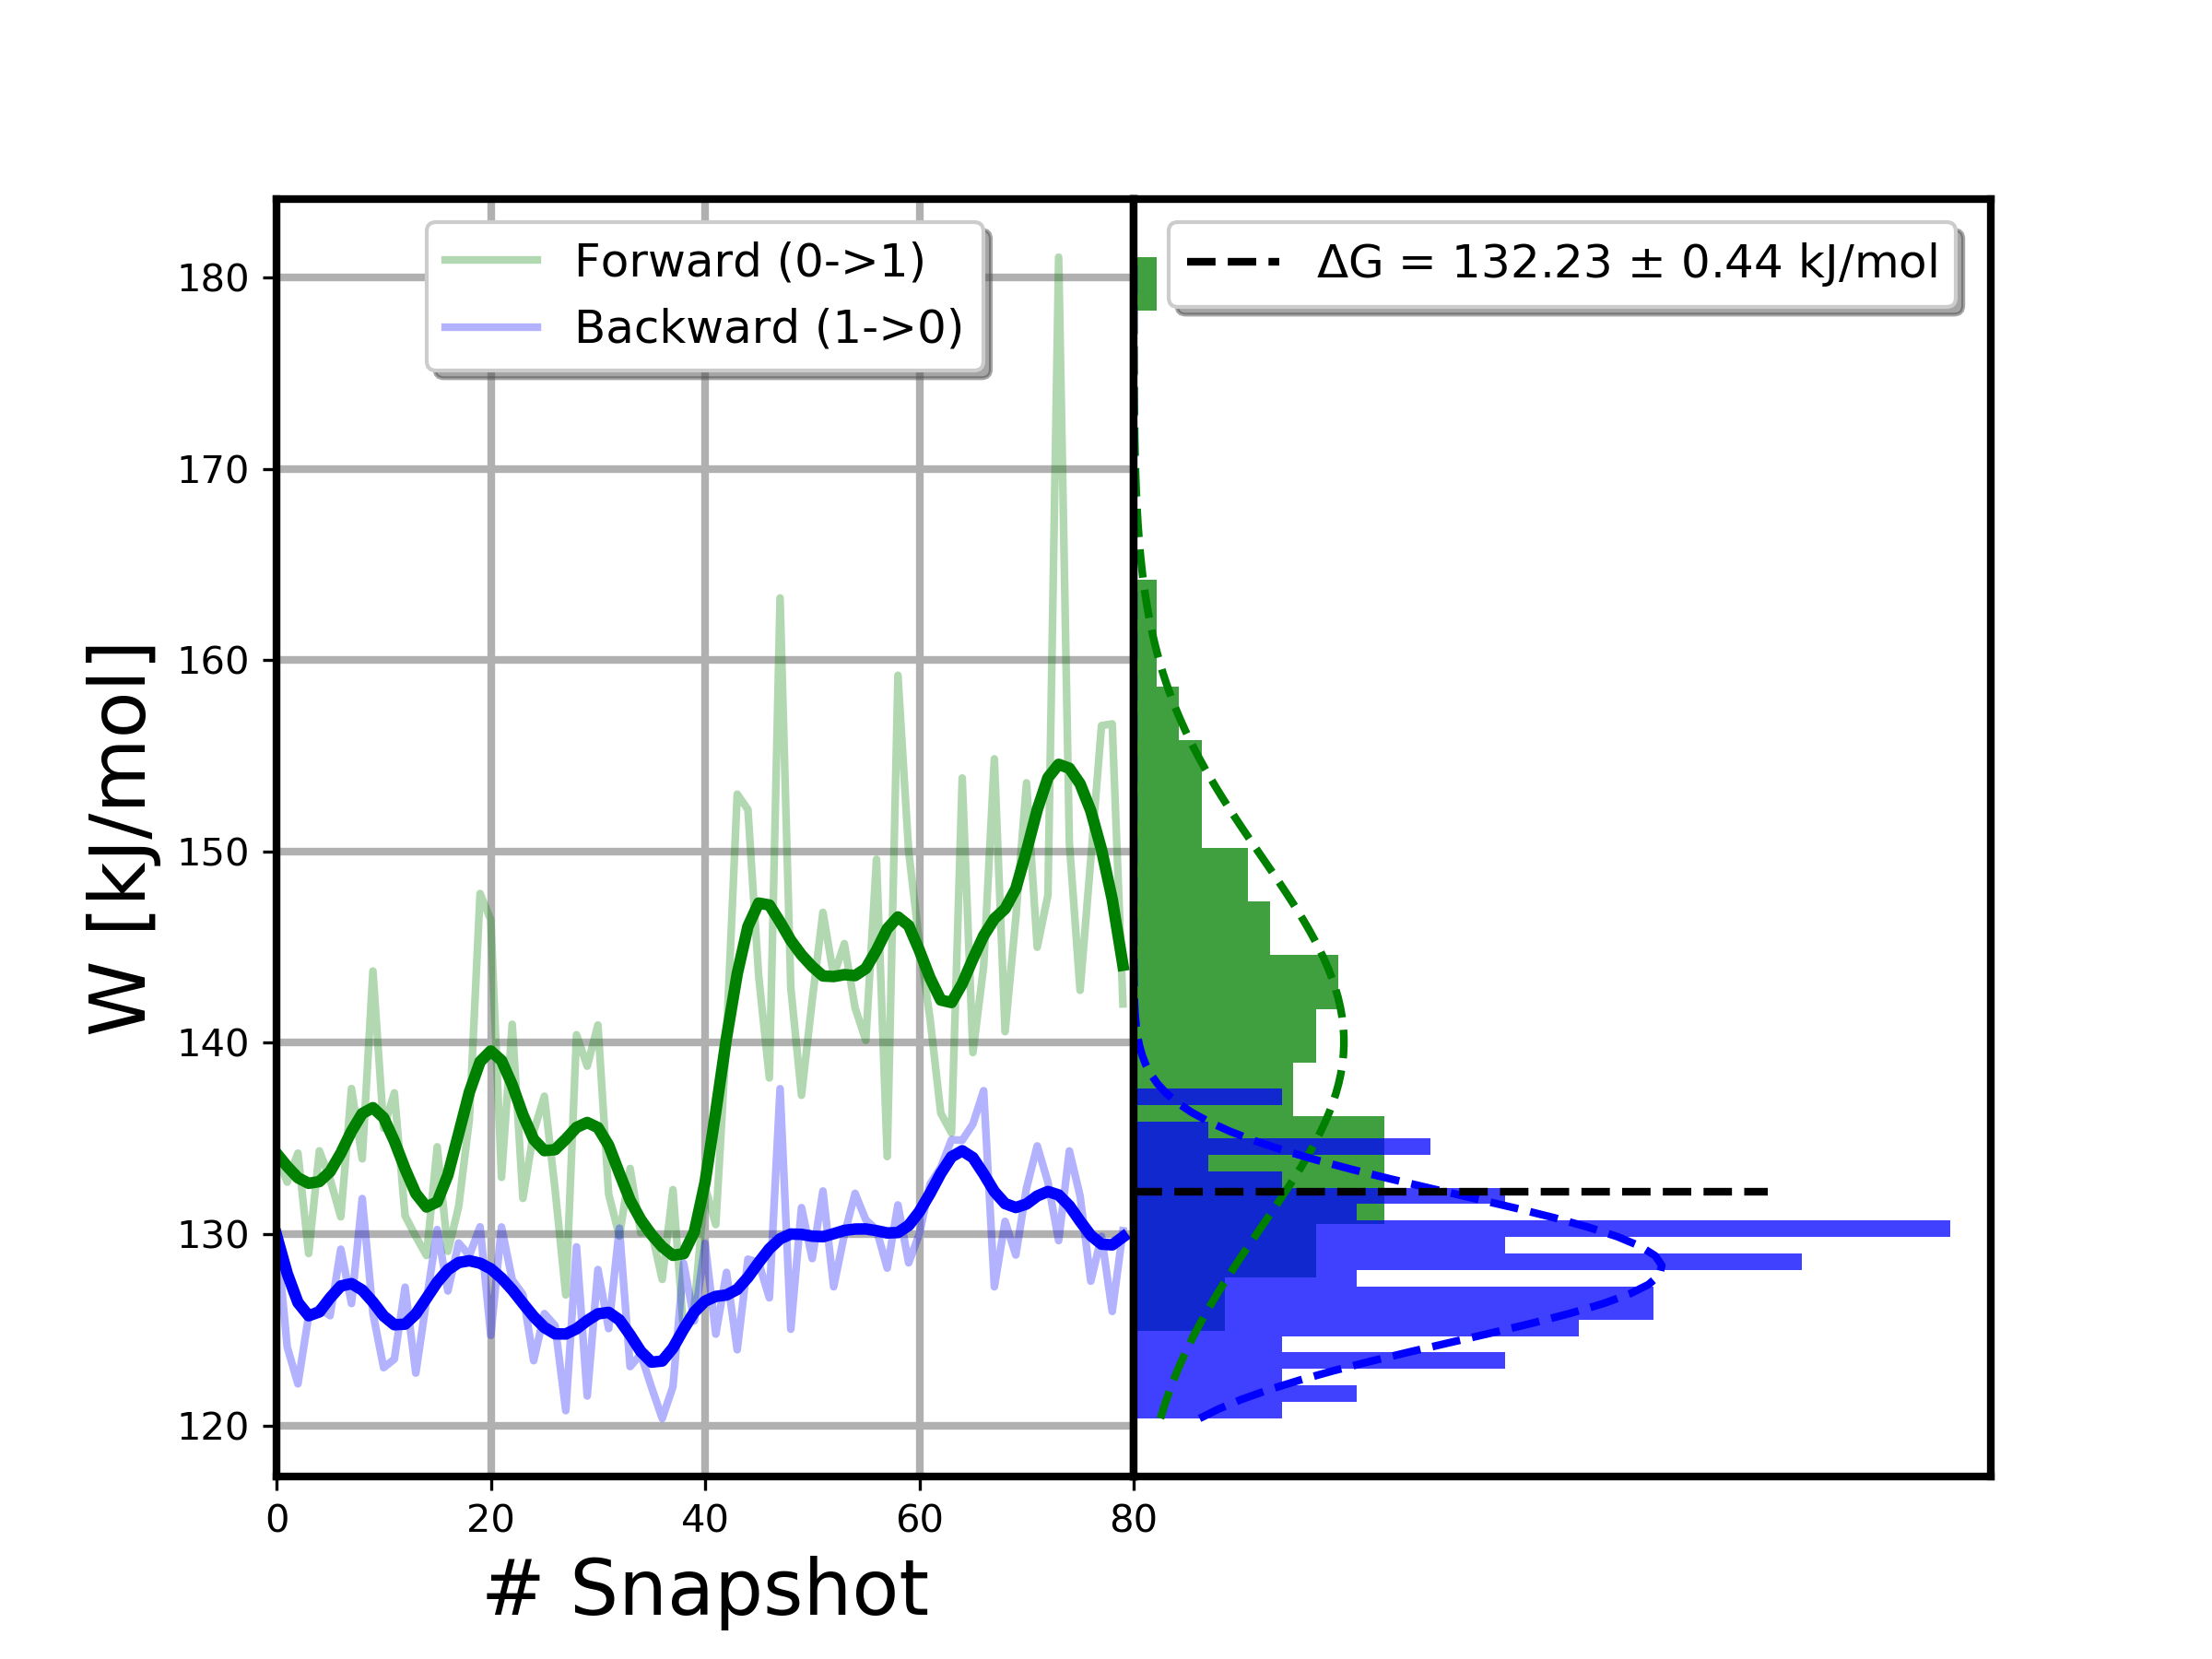 Forward (0->1)
Backward (1->0)
ΔG = 132.23 ± 0.44 kJ/mol
W [kJ/mol]
180
170
160
150
140
130
120
0 20 40 60 80
# Snapshot